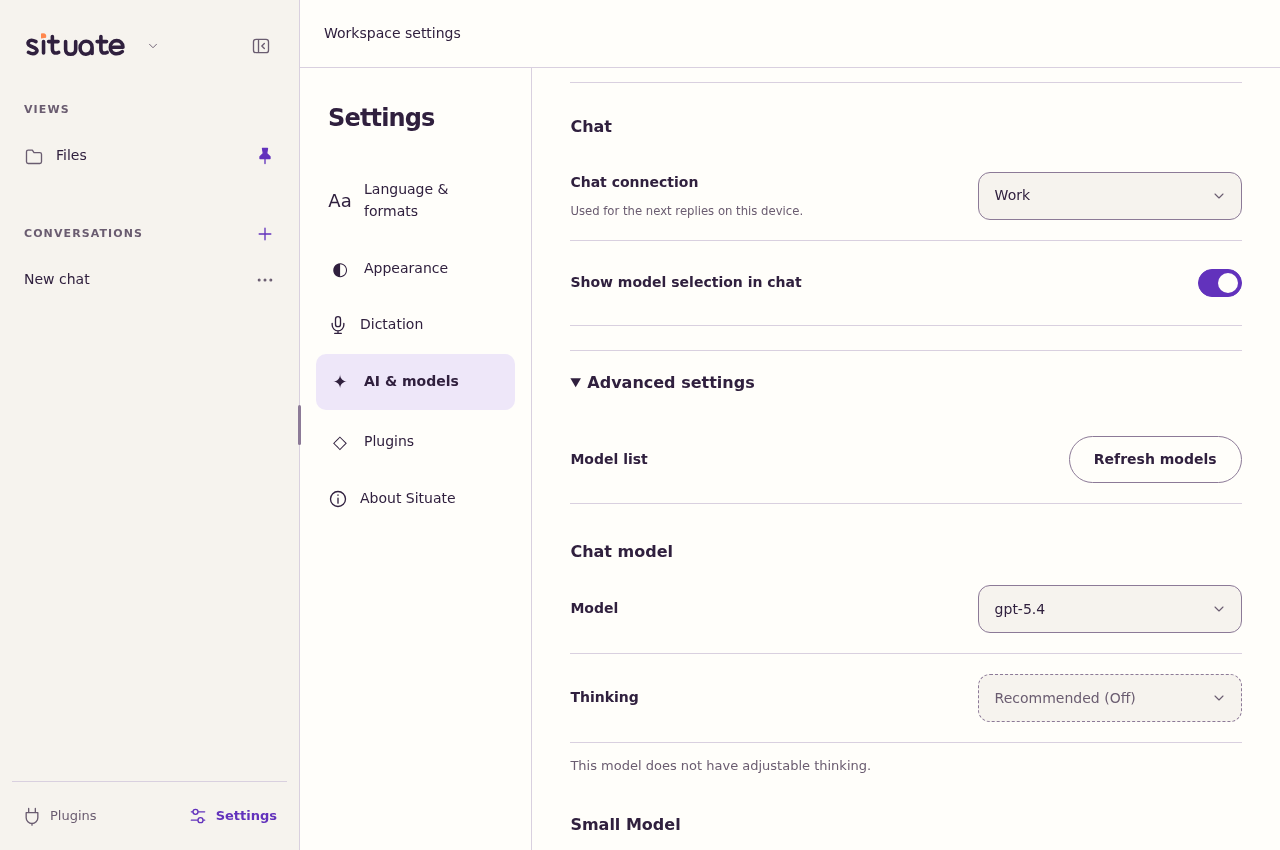 situate
Workspace settings
VIEWS
Files
CONVERSATIONS
New chat
Plugins
Settings
Settings
Aa Language &
formats
Appearance
Dictation
AI & models
Plugins
About Situate
Chat
Chat connection
Work
Used for the next replies on this device.
Show model selection in chat
Advanced settings
Model list
Refresh models
Chat model
Model
gpt-5.4
Thinking
Recommended (Off)
This model does not have adjustable thinking.
Small Model